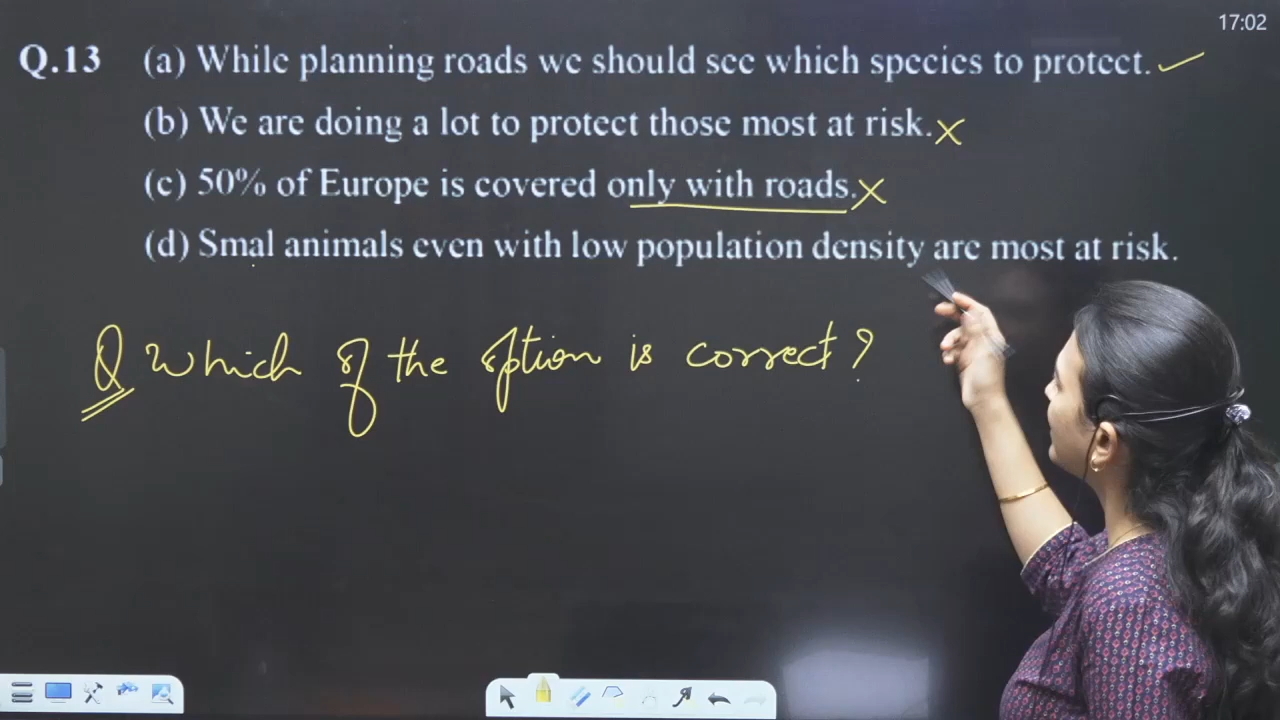 17:02
Q.13 (a) While planning roads we should see which species to protect.
(b) We are doing a lot to protect those most at risk. X
(c) 50% of Europe is covered only with roads. X
(d) Smal animals even with low population density are most at risk.
Q Which of the option is correct?